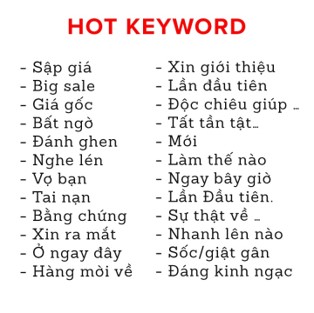 HOT KEYWORD
- Sập giá
- Big sale
- Giá gốc
- Bất ngờ
- Đánh ghen
- Nghe lén
- Vợ bạn
- Tai nạn
- Bằng chứng
- Xin ra mắt
- Ở ngay đây
- Hàng mới về
- Xin giới thiệu
- Lần đầu tiên
- Độc chiêu giúp ...
- Tất tần tật...
- Mới
- Làm thế nào
- Ngay bây giờ
- Lần Đầu tiên.
- Sự thật về ...
- Nhanh lên nào
- Sốc/giật gân
- Đáng kinh ngạc